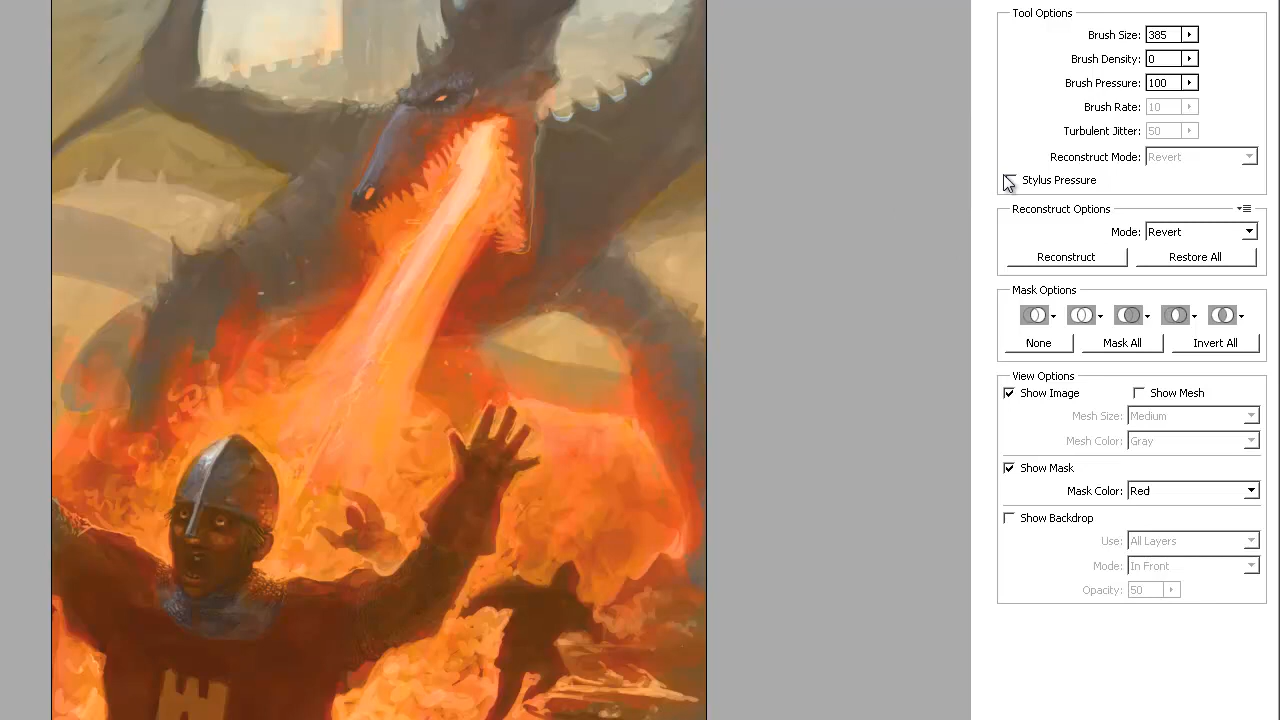 Tool Options
Brush Size: 385
Brush Density: 0
Brush Pressure: 100
Brush Rate: 10
Turbulent Jitter: 50
Reconstruct Mode: Revert
Stylus Pressure
Reconstruct Options
Mode: Revert
Reconstruct Restore All
Mask Options
None Mask All Invert All
View Options
Show Image Show Mesh
Mesh Size: Medium
Mesh Color: Gray
Show Mask
Mask Color: Red
Show Backdrop
Use: All Layers
Mode: In Front
Opacity: 50